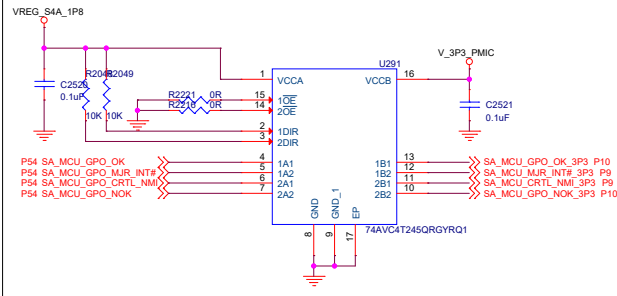 VREG_S4A_1P8
V_3P3_PMIC
U291
C2520
0.1uF
R2048
R2049
10K
10K
1
VCCA
VCCB
16
R2221
0R
R2216
0R
15
1OE
14
2OE
C2521
0.1uF
2
1DIR
3
2DIR
P54 SA_MCU_GPO_OK
4
1A1
1B1
13
SA_MCU_GPO_OK_3P3 P10
P54 SA_MCU_GPO_MJR_INT#
5
1A2
1B2
12
SA_MCU_MJR_INT#_3P3 P9
P54 SA_MCU_GPO_CRTL_NMI
6
2A1
2B1
11
SA_MCU_CRTL_NMI_3P3 P9
P54 SA_MCU_GPO_NOK
7
2A2
2B2
10
SA_MCU_GPO_NOK_3P3 P10
GND
GND_1
EP
8
9
17
74AVC4T245QRGYRQ1